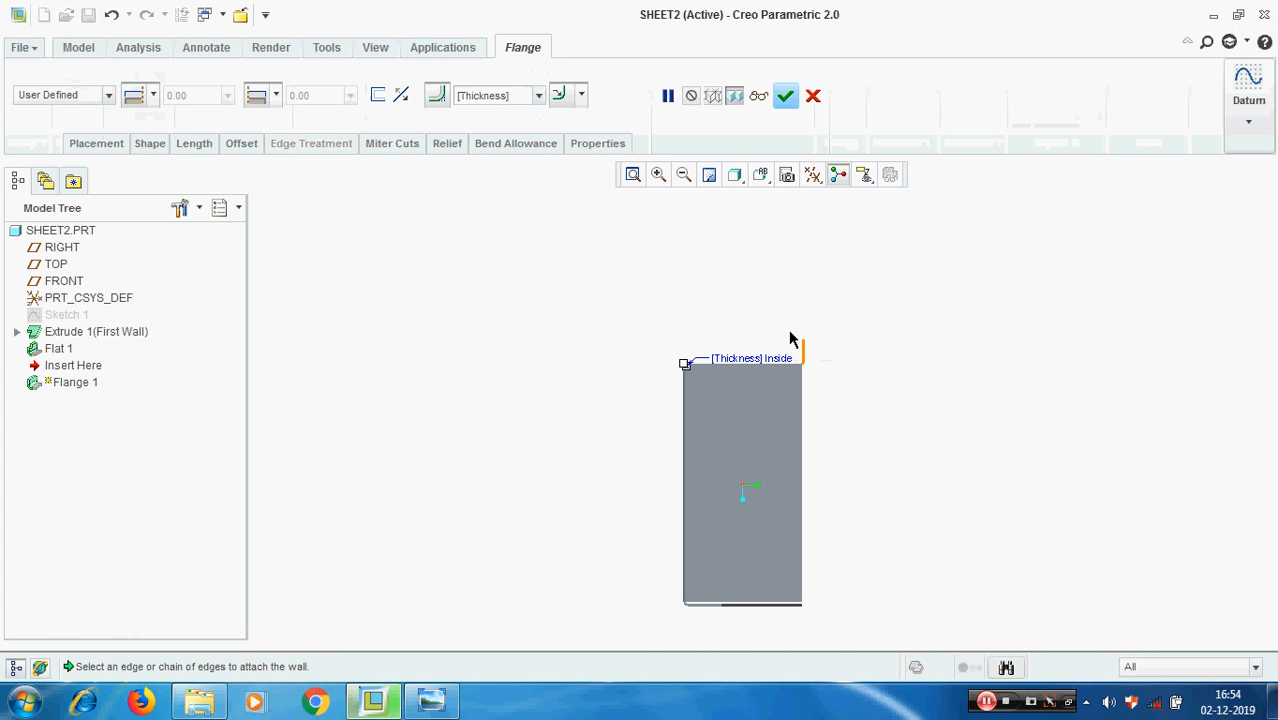 SHEET2 (Active) - Creo Parametric 2.0
File
Model
Analysis
Annotate
Render
Tools
View
Applications
Flange
User Defined
0.00
0.00
[Thickness]
Datum
Placement
Shape
Length
Offset
Edge Treatment
Miter Cuts
Relief
Bend Allowance
Properties
Model Tree
SHEET2.PRT
RIGHT
TOP
FRONT
PRT_CSYS_DEF
Sketch 1
Extrude 1(First Wall)
Flat 1
Insert Here
Flange 1
[Thickness] Inside
Select an edge or chain of edges to attach the wall.
All
16:54
02-12-2019